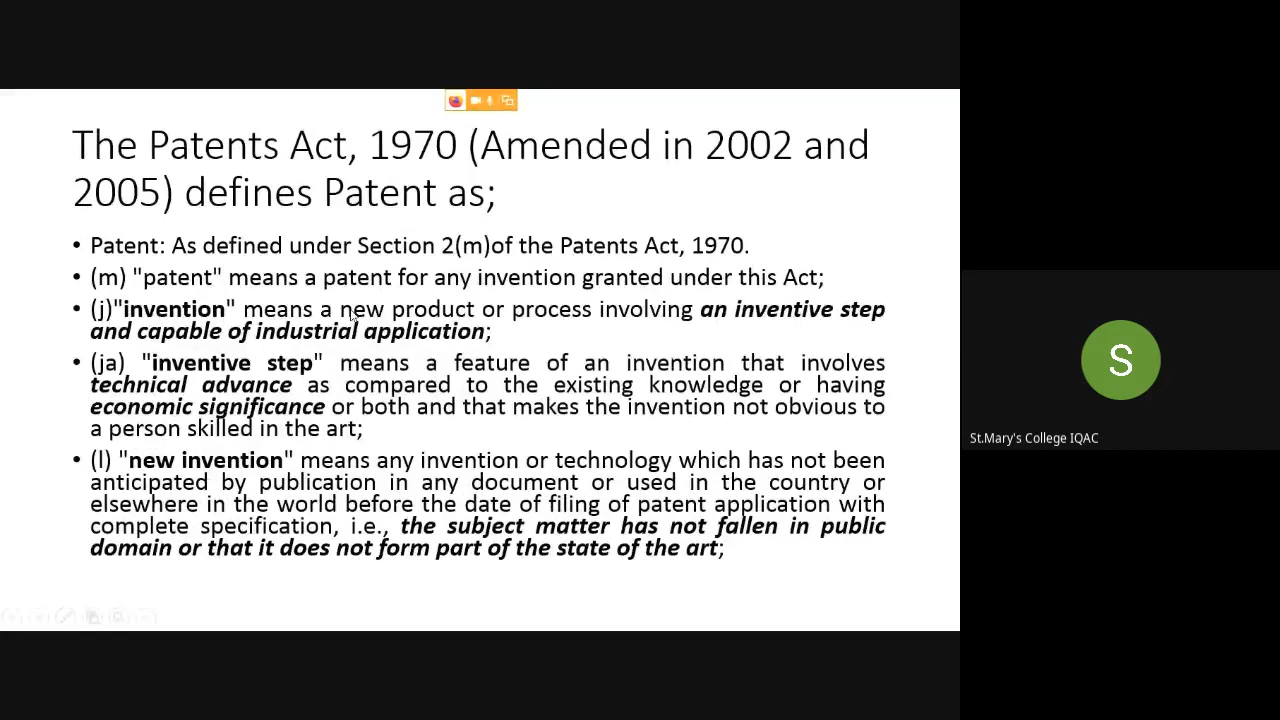 The Patents Act, 1970 (Amended in 2002 and
2005) defines Patent as;
• Patent: As defined under Section 2(m)of the Patents Act, 1970.
• (m) "patent" means a patent for any invention granted under this Act;
• (j)"invention" means a new product or process involving an inventive step
and capable of industrial application;
• (ja) "inventive step" means a feature of an invention that involves
technical advance as compared to the existing knowledge or having
economic significance or both and that makes the invention not obvious to
a person skilled in the art;
• (l) "new invention" means any invention or technology which has not been
anticipated by publication in any document or used in the country or
elsewhere in the world before the date of filing of patent application with
complete specification, i.e., the subject matter has not fallen in public
domain or that it does not form part of the state of the art;
S
St.Mary's College IQAC